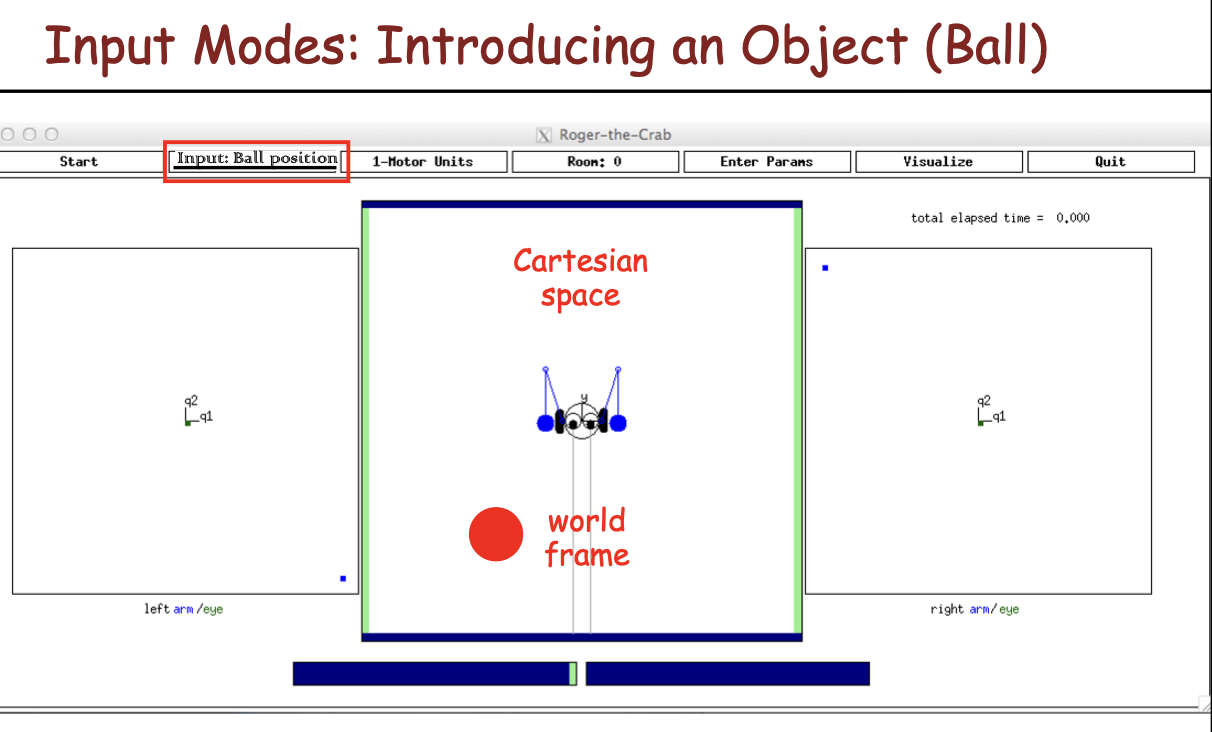 Input Modes: Introducing an Object (Ball)
Roger-the-Crab
Start
Input: Ball position
1-Motor Units
Room: 0
Enter Params
Visualize
Quit
total elapsed time = 0.000
Cartesian
space
q2
q1
y
q2
q1
world
frame
left arm/eye
right arm/eye